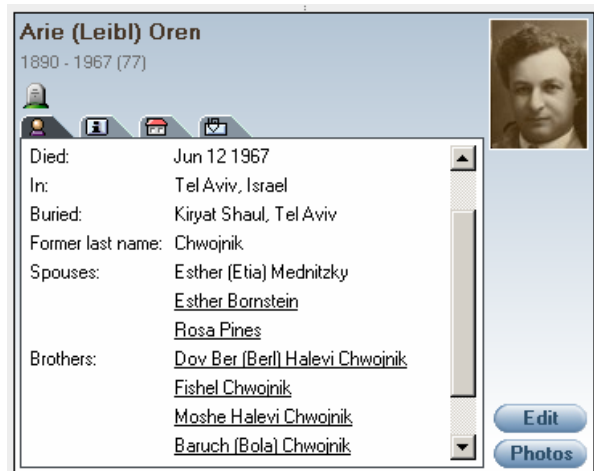 Arie (Leibl) Oren
1890 - 1967 (77)
Died: Jun 12 1967
In: Tel Aviv, Israel
Buried: Kiryat Shaul, Tel Aviv
Former last name: Chwojnik
Spouses: Esther (Etia) Mednitzky
Esther Bornstein
Rosa Pines
Brothers: Dov Ber (Berl) Halevi Chwojnik
Fishel Chwojnik
Moshe Halevi Chwojnik
Baruch (Bola) Chwojnik
Edit
Photos